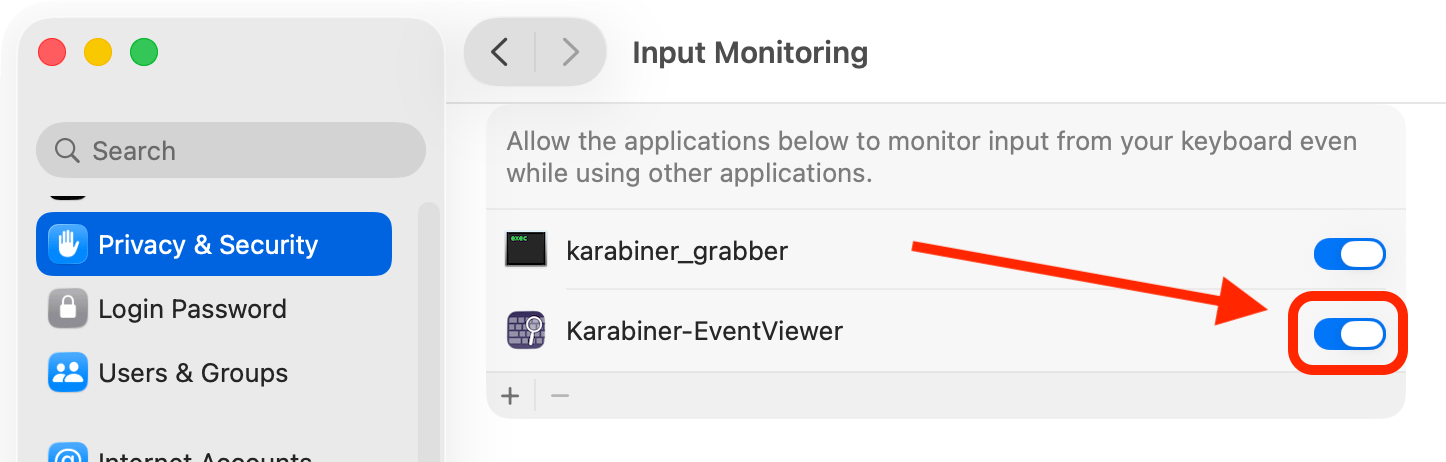 Input Monitoring
Search
Privacy & Security
Login Password
Users & Groups
Internet Accounts
Allow the applications below to monitor input from your keyboard even
while using other applications.
exec
karabiner_grabber
Karabiner-EventViewer